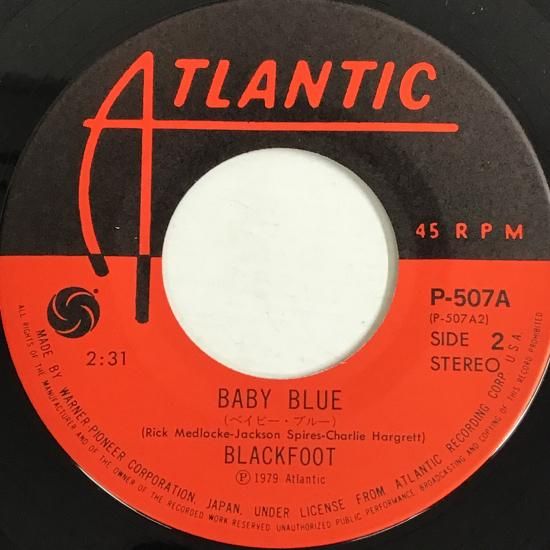 ATLANTIC
45 RPM
P-507A
(P-507A2)
SIDE 2
STEREO
2:31
BABY BLUE
(ベイビー・ブルー)
(Rick Medlocke-Jackson Spires-Charlie Hargrett)
BLACKFOOT
Ⓟ 1979 Atlantic
MADE BY WARNER-PIONEER CORPORATION, JAPAN, UNDER LICENSE FROM ATLANTIC RECORDING CORP. U.S.A.
ALL RIGHTS OF THE MANUFACTURER AND OF THE OWNER OF THE RECORDED WORK RESERVED. UNAUTHORIZED PUBLIC PERFORMANCE BROADCASTING AND COPYING OF THIS RECORD PROHIBITED